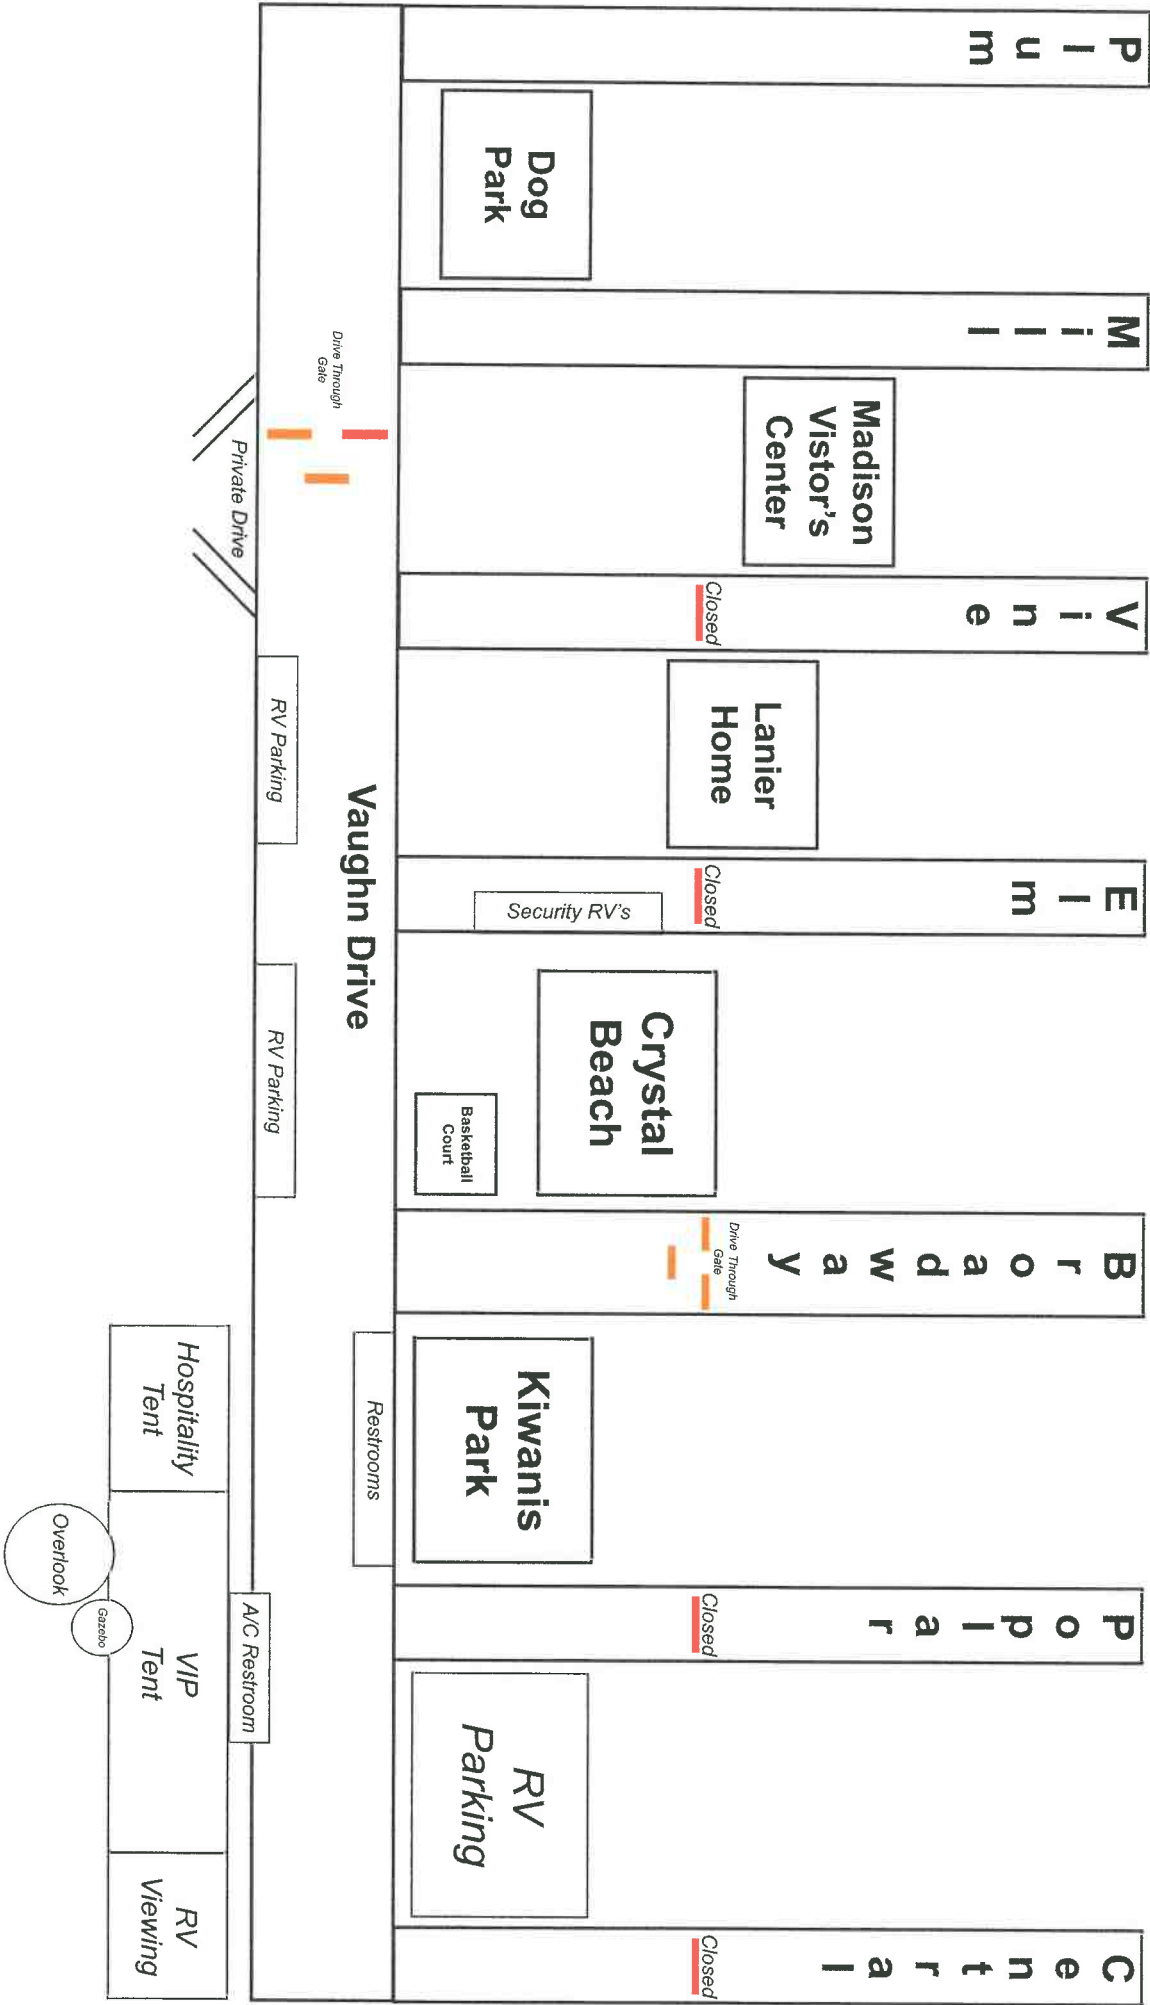 Plum
Mill
Vine
Elm
Broadway
Poplar
Central
Dog
Park
Madison
Vistor's
Center
Lanier
Home
Crystal
Beach
Basketball
Court
Kiwanis
Park
RV
Parking
Closed
Closed
Drive Through
Gate
Closed
Closed
Security RV's
Restrooms
Drive Through
Gate
Vaughn Drive
Private Drive
RV Parking
RV Parking
A/C Restroom
Hospitality
Tent
VIP
Tent
RV
Viewing
Overlook
Gazebo